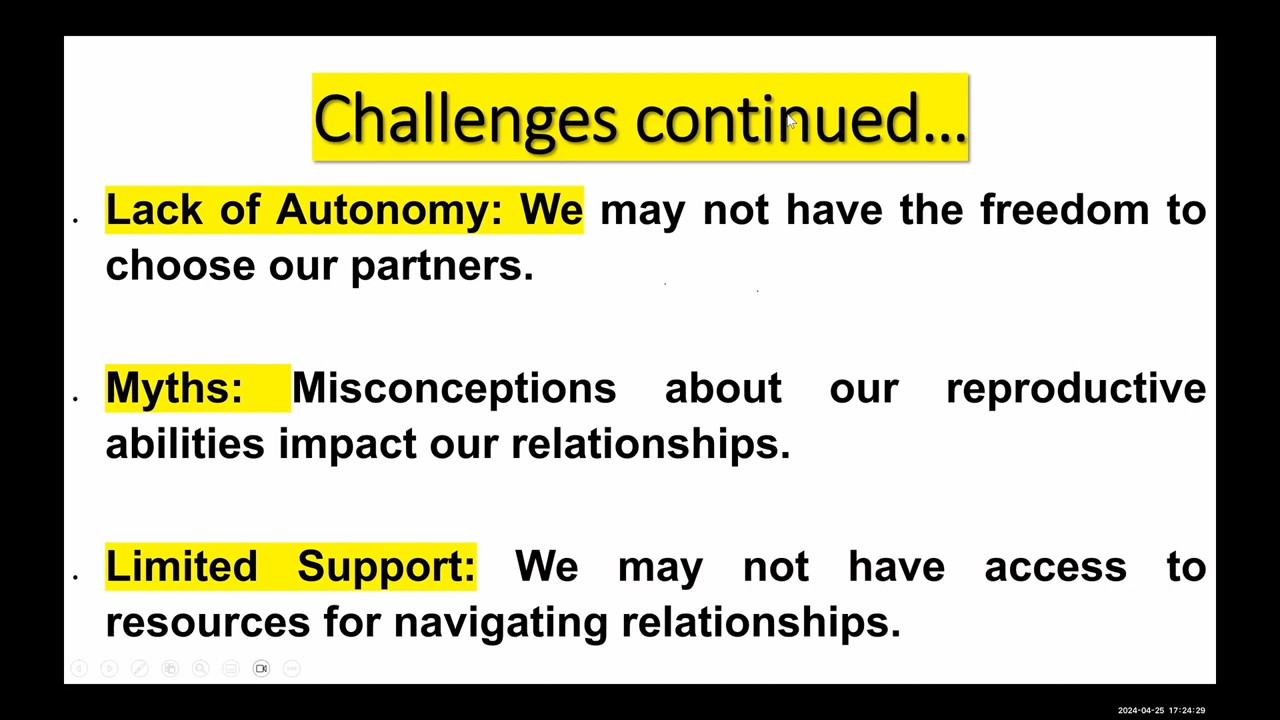 Challenges continued...
. Lack of Autonomy: We may not have the freedom to
choose our partners.
. Myths: Misconceptions about our reproductive
abilities impact our relationships.
. Limited Support: We may not have access to
resources for navigating relationships.
2024-04-25 17:24:29